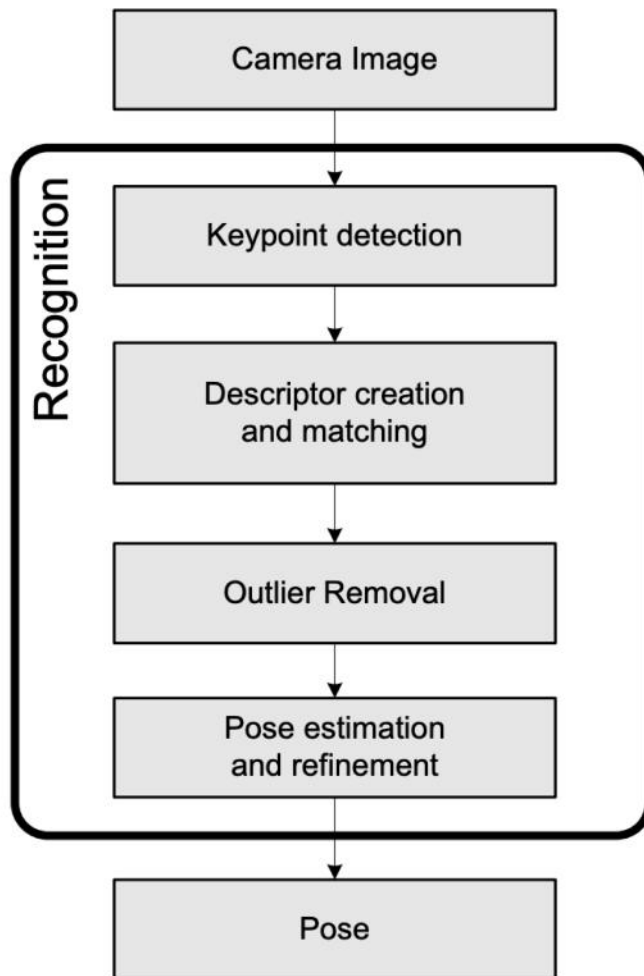 Camera Image
Recognition
Keypoint detection
Descriptor creation
and matching
Outlier Removal
Pose estimation
and refinement
Pose